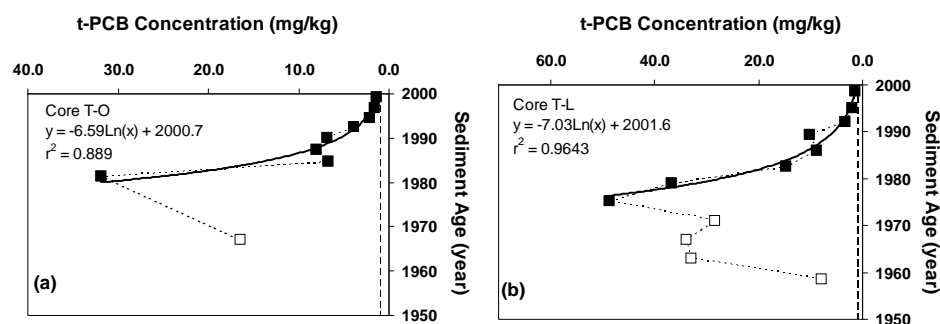 t-PCB Concentration (mg/kg)
40.0 30.0 20.0 10.0 0.0
Core T-O
y = -6.59Ln(x) + 2000.7
r² = 0.889
(a)
2000
1990
1980
1970
1960
1950
Sediment Age (year)
t-PCB Concentration (mg/kg)
60.0 40.0 20.0 0.0
Core T-L
y = -7.03Ln(x) + 2001.6
r² = 0.9643
(b)
2000
1990
1980
1970
1960
1950
Sediment Age (year)